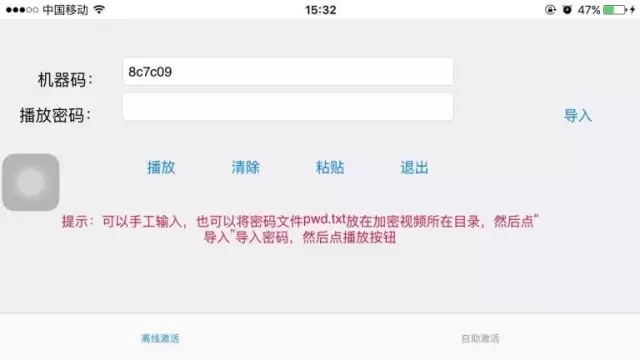 中国移动 15:32 47%
机器码： 8c7c09
播放密码： 导入
播放 清除 粘贴 退出
提示：可以手工输入，也可以将密码文件pwd.txt放在加密视频所在目录，然后点“
导入”导入密码，然后点播放按钮
离线激活 自助激活